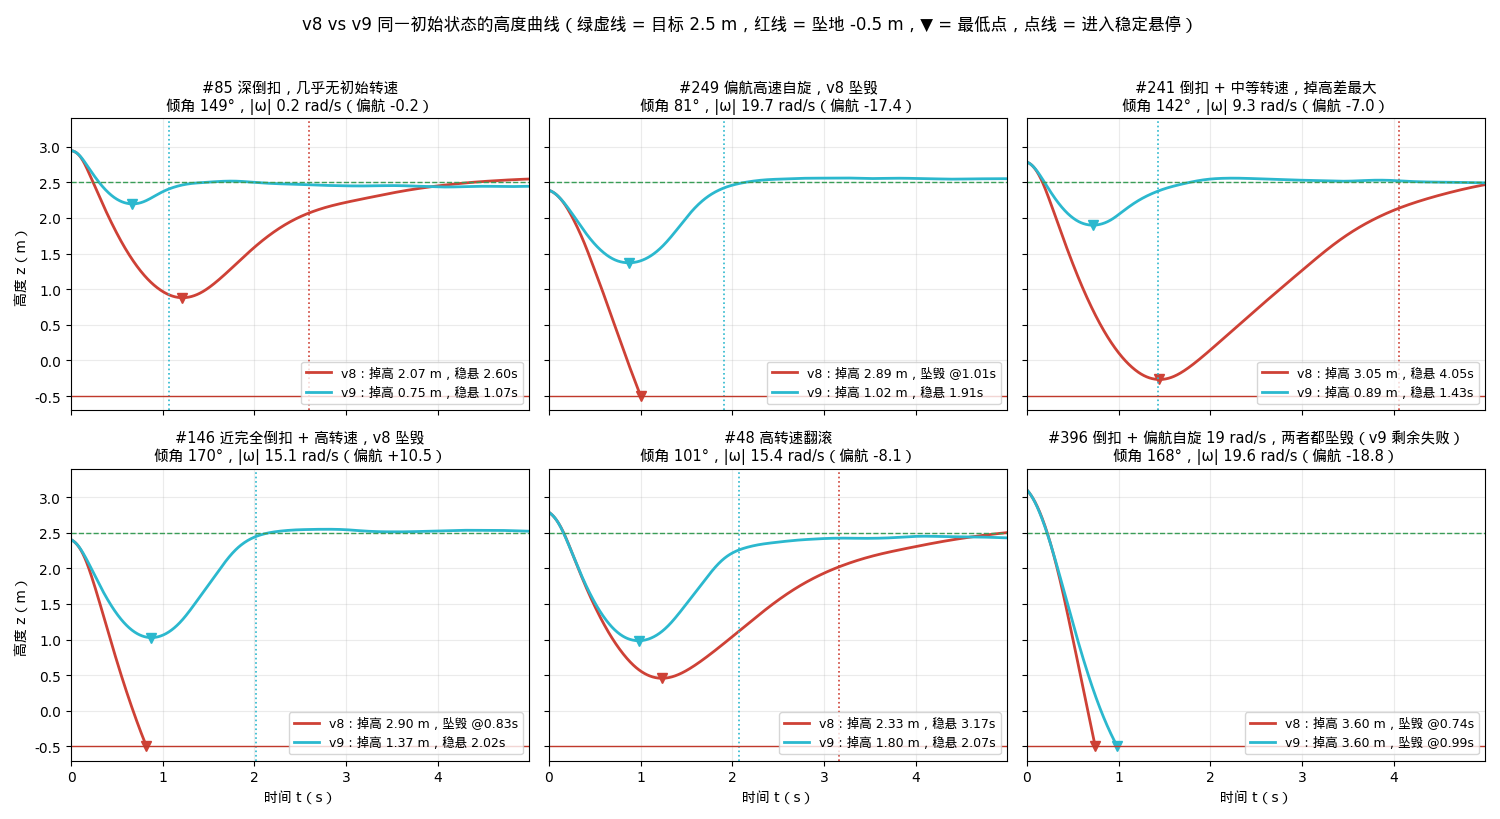 v8 vs v9 同一初始状态的高度曲线（绿虚线 = 目标 2.5 m，红线 = 坠地 -0.5 m，▼ = 最低点，点线 = 进入稳定悬停）
#85 深倒扣，几乎无初始转速
倾角 149°，|ω| 0.2 rad/s（偏航 -0.2）
高度 z（m）
3.0
2.5
2.0
1.5
1.0
0.5
0.0
-0.5
v8：掉高 2.07 m，稳悬 2.60s
v9：掉高 0.75 m，稳悬 1.07s
#249 偏航高速自旋，v8 坠毁
倾角 81°，|ω| 19.7 rad/s（偏航 -17.4）
v8：掉高 2.89 m，坠毁 @1.01s
v9：掉高 1.02 m，稳悬 1.91s
#241 倒扣 + 中等转速，掉高差最大
倾角 142°，|ω| 9.3 rad/s（偏航 -7.0）
v8：掉高 3.05 m，稳悬 4.05s
v9：掉高 0.89 m，稳悬 1.43s
#146 近完全倒扣 + 高转速，v8 坠毁
倾角 170°，|ω| 15.1 rad/s（偏航 +10.5）
高度 z（m）
3.0
2.5
2.0
1.5
1.0
0.5
0.0
-0.5
v8：掉高 2.90 m，坠毁 @0.83s
v9：掉高 1.37 m，稳悬 2.02s
0 1 2 3 4
时间 t（s）
#48 高转速翻滚
倾角 101°，|ω| 15.4 rad/s（偏航 -8.1）
v8：掉高 2.33 m，稳悬 3.17s
v9：掉高 1.80 m，稳悬 2.07s
0 1 2 3 4
时间 t（s）
#396 倒扣 + 偏航自旋 19 rad/s，两者都坠毁（v9 剩余失败）
倾角 168°，|ω| 19.6 rad/s（偏航 -18.8）
v8：掉高 3.60 m，坠毁 @0.74s
v9：掉高 3.60 m，坠毁 @0.99s
0 1 2 3 4
时间 t（s）